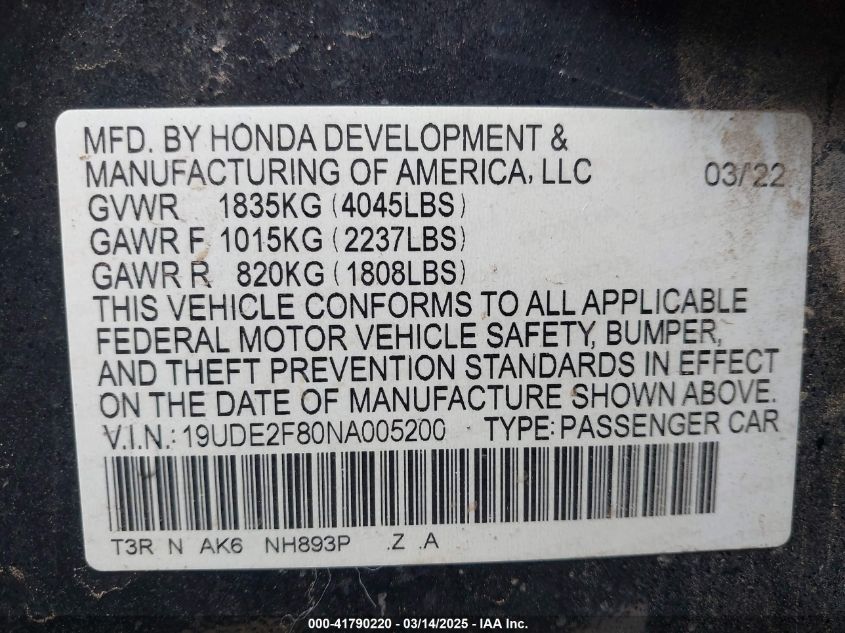 MFD. BY HONDA DEVELOPMENT &
MANUFACTURING OF AMERICA, LLC 03/22
GVWR 1835KG (4045LBS)
GAWR F 1015KG (2237LBS)
GAWR R 820KG (1808LBS)
THIS VEHICLE CONFORMS TO ALL APPLICABLE
FEDERAL MOTOR VEHICLE SAFETY, BUMPER,
AND THEFT PREVENTION STANDARDS IN EFFECT
ON THE DATE OF MANUFACTURE SHOWN ABOVE.
V.I.N.: 19UDE2F80NA005200 TYPE: PASSENGER CAR
T3R N AK6 NH893P .Z .A
000-41790220 - 03/14/2025 - IAA Inc.